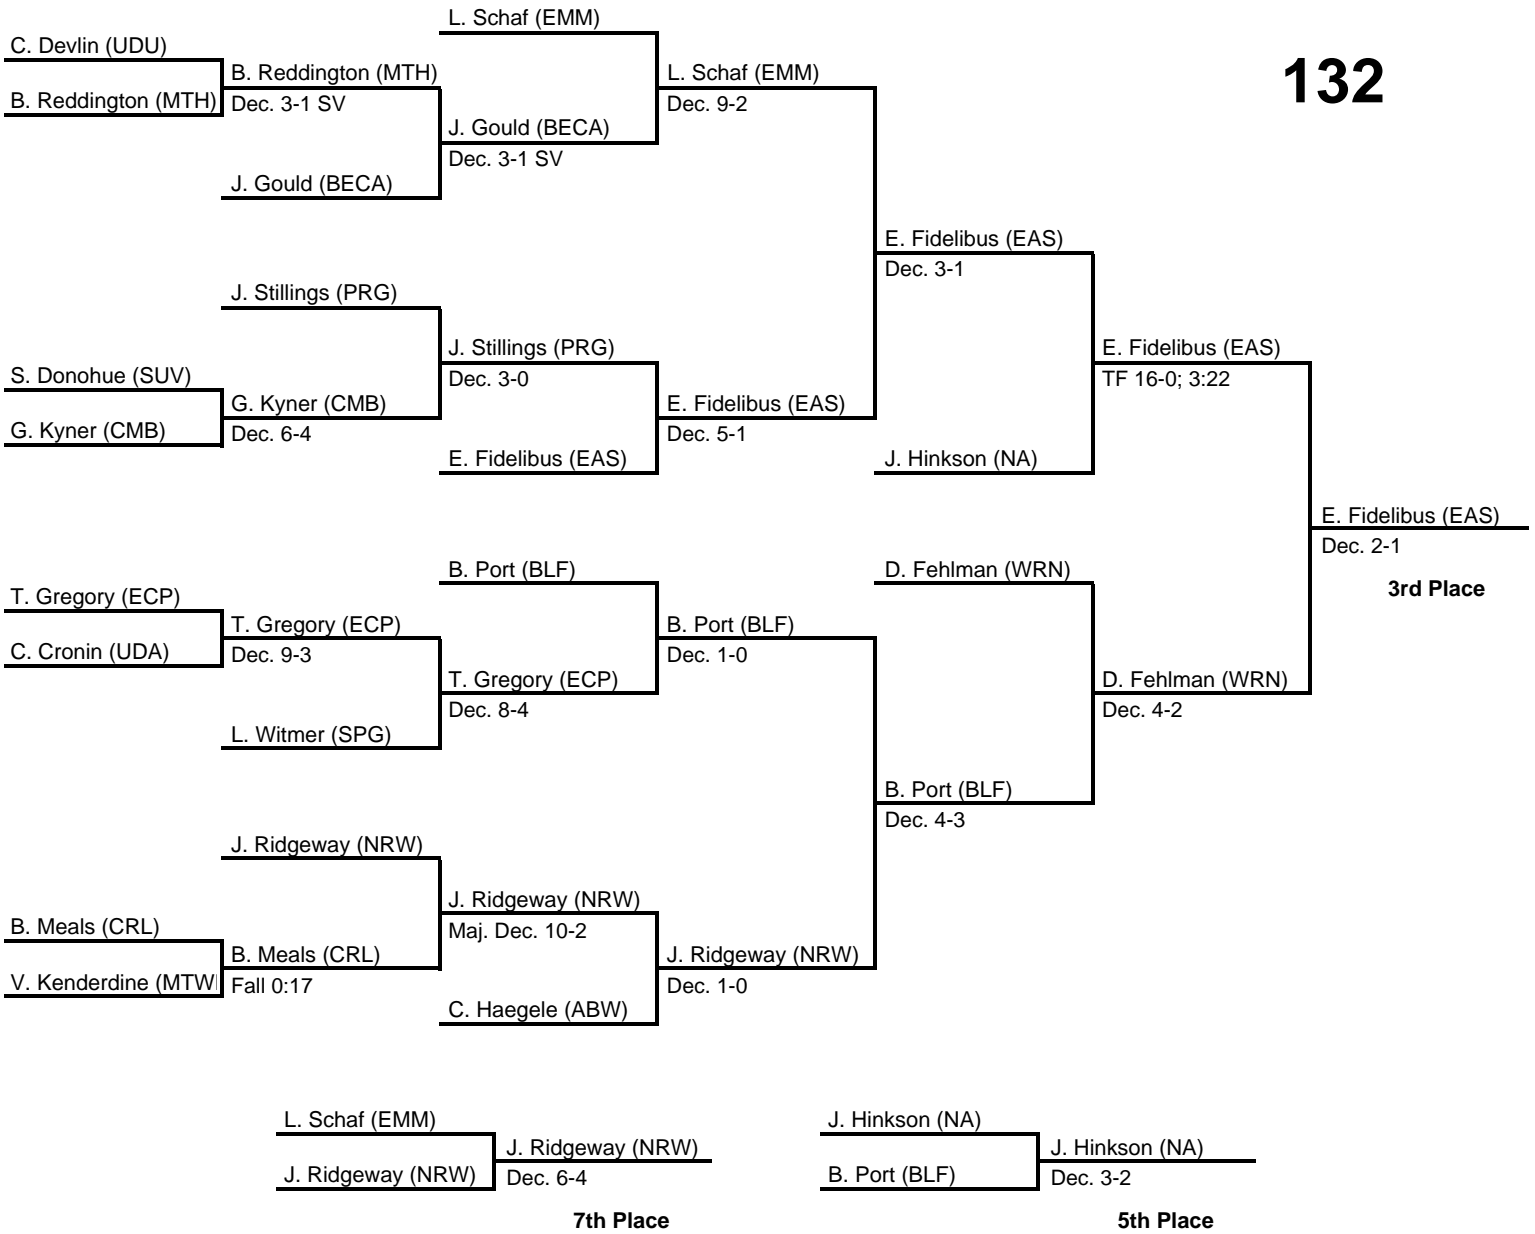 L. Schaf (EMM)
C. Devlin (UDU)
132
B. Reddington (MTH)
L. Schaf (EMM)
B. Reddington (MTH)
Dec. 3-1 SV
Dec. 9-2
J. Gould (BECA)
Dec. 3-1 SV
J. Gould (BECA)
E. Fidelibus (EAS)
Dec. 3-1
J. Stillings (PRG)
J. Stillings (PRG)
E. Fidelibus (EAS)
S. Donohue (SUV)
Dec. 3-0
TF 16-0; 3:22
G. Kyner (CMB)
E. Fidelibus (EAS)
G. Kyner (CMB)
Dec. 6-4
Dec. 5-1
E. Fidelibus (EAS)
J. Hinkson (NA)
E. Fidelibus (EAS)
Dec. 2-1
B. Port (BLF)
D. Fehlman (WRN)
3rd Place
T. Gregory (ECP)
T. Gregory (ECP)
B. Port (BLF)
C. Cronin (UDA)
Dec. 9-3
Dec. 1-0
T. Gregory (ECP)
D. Fehlman (WRN)
Dec. 8-4
Dec. 4-2
L. Witmer (SPG)
B. Port (BLF)
Dec. 4-3
J. Ridgeway (NRW)
J. Ridgeway (NRW)
B. Meals (CRL)
Maj. Dec. 10-2
B. Meals (CRL)
J. Ridgeway (NRW)
V. Kenderdine (MTW
Fall 0:17
Dec. 1-0
C. Haegele (ABW)
L. Schaf (EMM)
J. Hinkson (NA)
J. Ridgeway (NRW)
J. Hinkson (NA)
J. Ridgeway (NRW)
Dec. 6-4
B. Port (BLF)
Dec. 3-2
7th Place
5th Place